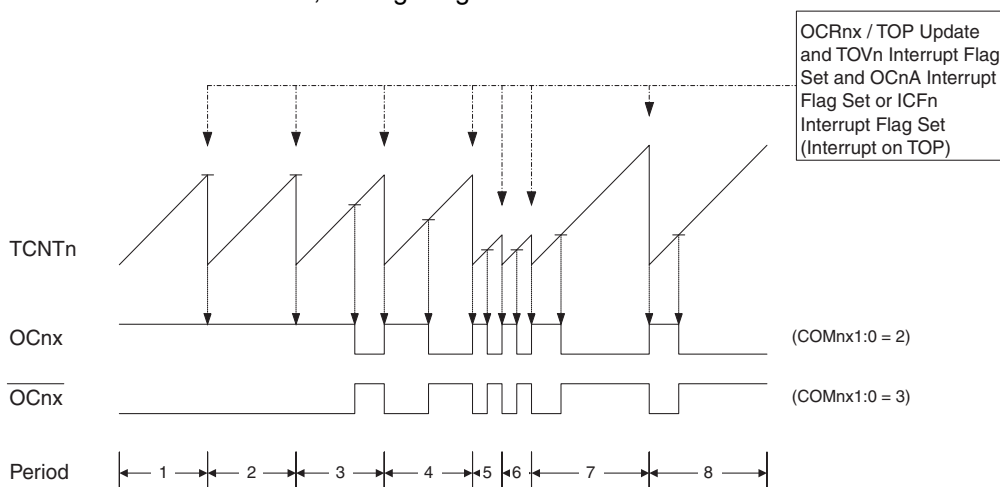 OCRnx / TOP Update
and TOVn Interrupt Flag
Set and OCnA Interrupt
Flag Set or ICFn
Interrupt Flag Set
(Interrupt on TOP)
TCNTn
OCnx
(COMnx1:0 = 2)
OCnx
(COMnx1:0 = 3)
Period
1
2
3
4
5
6
7
8